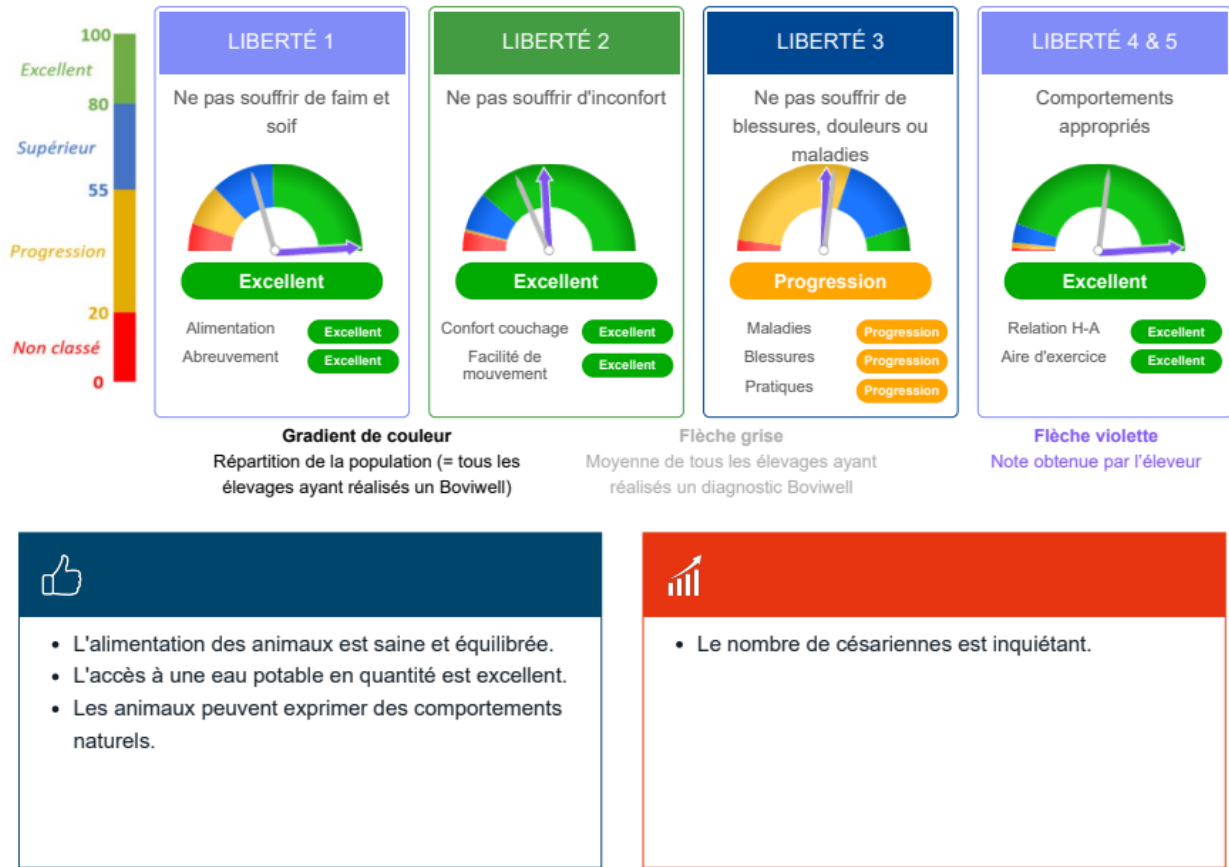 100
Excellent
80
Supérieur
55
Progression
20
Non classé
0
LIBERTÉ 1
Ne pas souffrir de faim et
soif
Excellent
Alimentation Excellent
Abreuvement Excellent
LIBERTÉ 2
Ne pas souffrir d'inconfort
Excellent
Confort couchage Excellent
Facilité de
mouvement Excellent
LIBERTÉ 3
Ne pas souffrir de
blessures, douleurs ou
maladies
Progression
Maladies Progression
Blessures Progression
Pratiques Progression
LIBERTÉ 4 & 5
Comportements
appropriés
Excellent
Relation H-A Excellent
Aire d'exercice Excellent
Gradient de couleur
Répartition de la population (= tous les
élevages ayant réalisés un Boviwell)
Flèche grise
Moyenne de tous les élevages ayant
réalisés un diagnostic Boviwell
Flèche violette
Note obtenue par l'éleveur
• L'alimentation des animaux est saine et équilibrée.
• L'accès à une eau potable en quantité est excellent.
• Les animaux peuvent exprimer des comportements
naturels.
• Le nombre de césariennes est inquiétant.